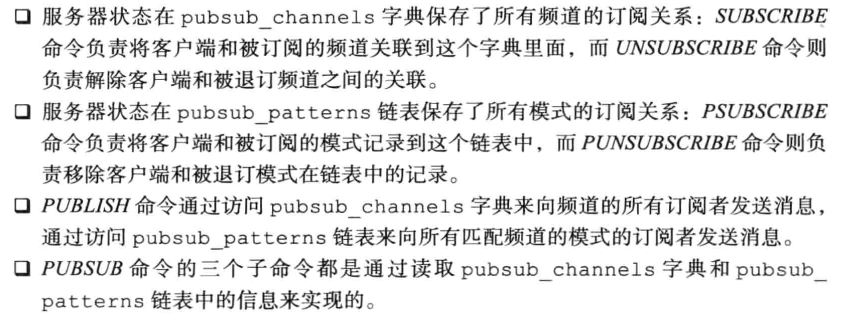 ❏ 服务器状态在 pubsub_channels 字典保存了所有频道的订阅关系：SUBSCRIBE
命令负责将客户端和被订阅的频道关联到这个字典里面，而 UNSUBSCRIBE 命令则
负责解除客户端和被退订频道之间的关联。
❏ 服务器状态在 pubsub_patterns 链表保存了所有模式的订阅关系：PSUBSCRIBE
命令负责将客户端和被订阅的模式记录到这个链表中，而 PUNSUBSCRIBE 命令则负
责移除客户端和被退订模式在链表中的记录。
❏ PUBLISH 命令通过访问 pubsub_channels 字典来向频道的所有订阅者发送消息，
通过访问 pubsub_patterns 链表来向所有匹配频道的模式的订阅者发送消息。
❏ PUBSUB 命令的三个子命令都是通过读取 pubsub_channels 字典和 pubsub_
patterns 链表中的信息来实现的。